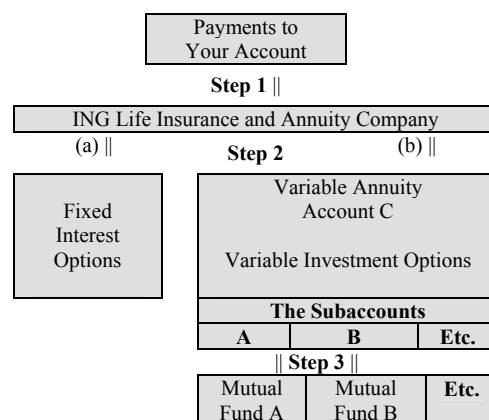 Payments to
Your Account
Step 1 ||
ING Life Insurance and Annuity Company
(a) || Step 2 (b) ||
Fixed
Interest
Options
Variable Annuity
Account C
Variable Investment Options
The Subaccounts
A B Etc.
|| Step 3 ||
Mutual Mutual Etc.
Fund A Fund B